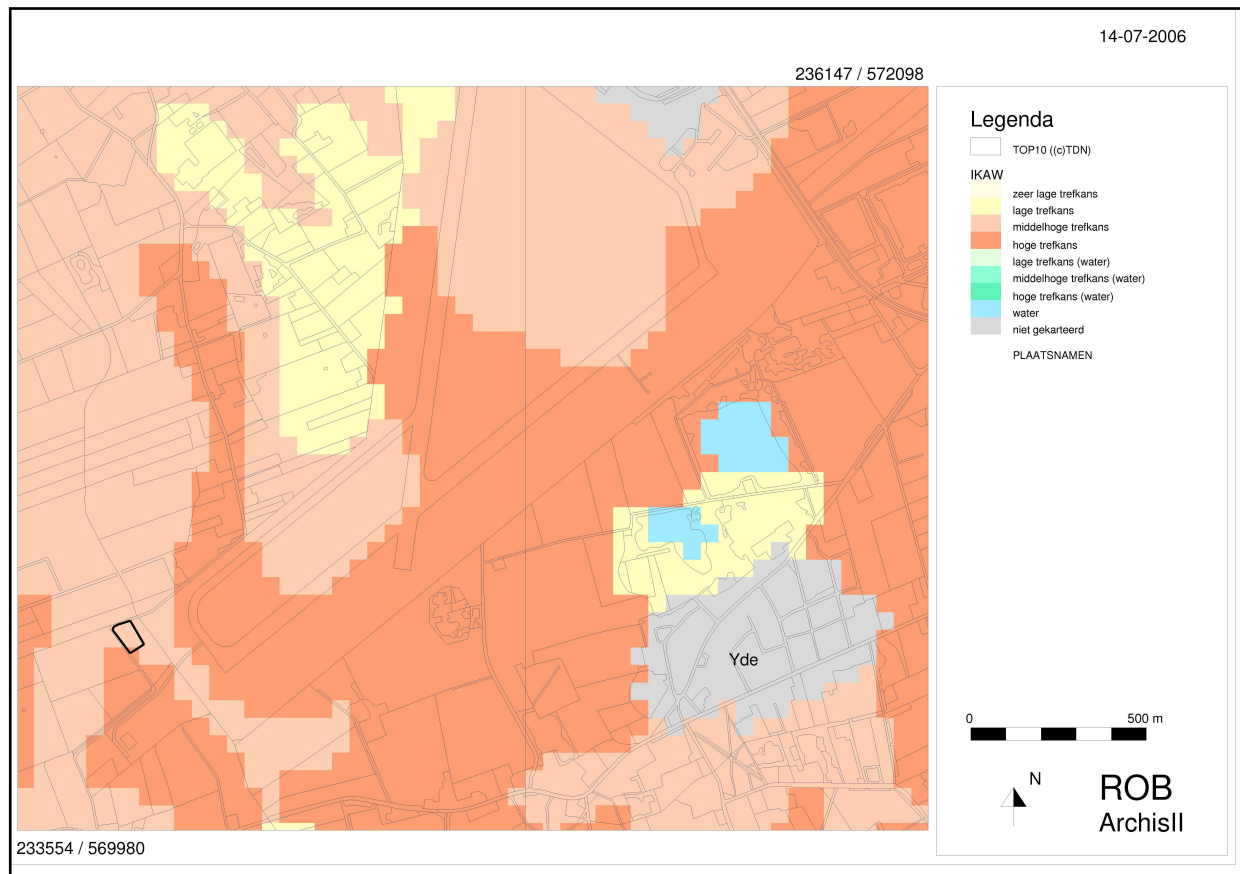 14-07-2006
236147 / 572098
Legenda
TOP10 ((c)TDN)
IKAW
zeer lage trefkans
lage trefkans
middelhoge trefkans
hoge trefkans
lage trefkans (water)
middelhoge trefkans (water)
hoge trefkans (water)
water
niet gekarteerd
PLAATSNAMEN
Yde
0 500 m
N
ROB
ArchisII
233554 / 569980